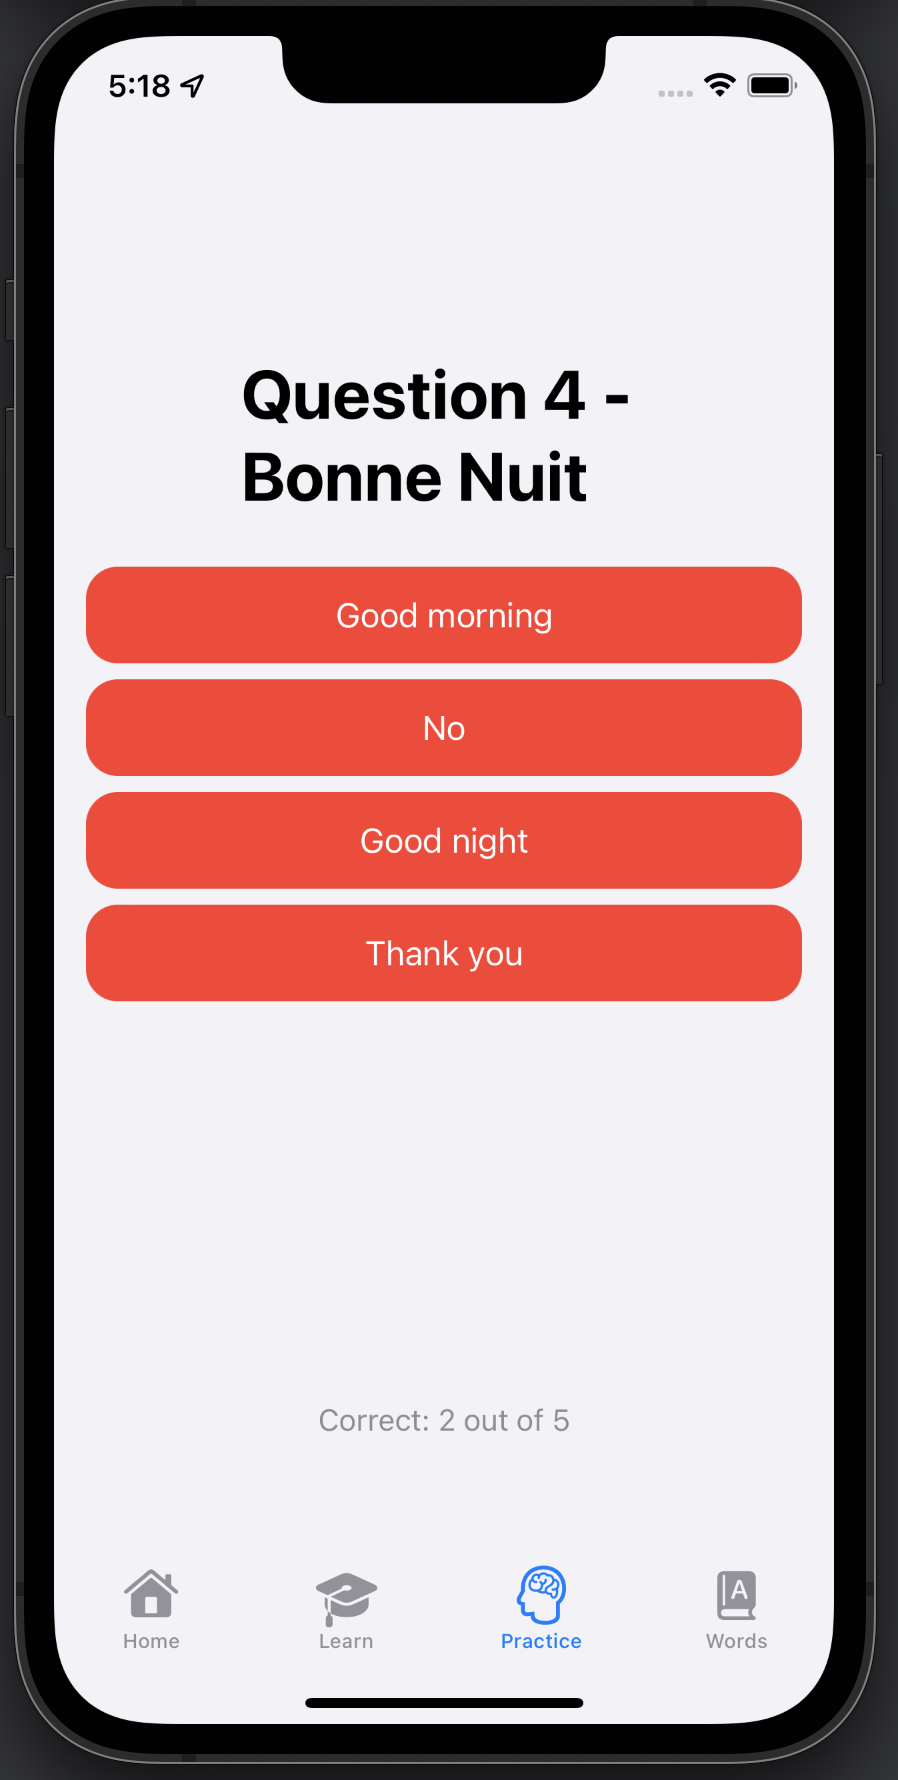 5:18
Question 4 -
Bonne Nuit
Good morning
No
Good night
Thank you
Correct: 2 out of 5
Home
Learn
Practice
A
Words